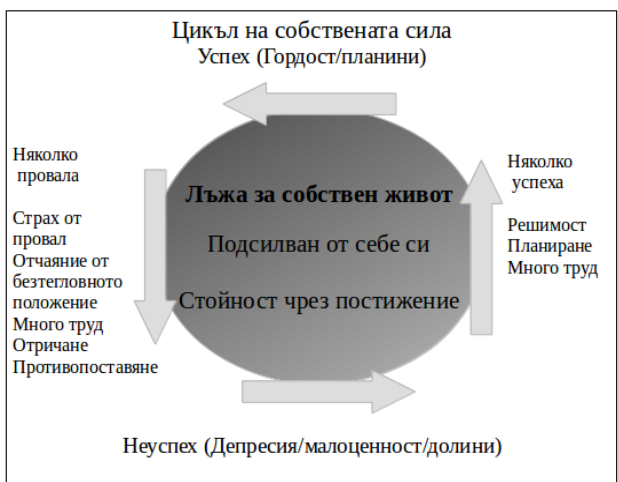 Цикъл на собствената сила
Успех (Гордост/планини)
Няколко
провала
Страх от
провал
Отчаяние от
безтегловното
положение
Много труд
Отричане
Противопоставяне
Лъжа за собствен живот
Подсилван от себе си
Стойност чрез постижение
Няколко
успеха
Решимост
Планиране
Много труд
Неуспех (Депресия/малоценност/долини)